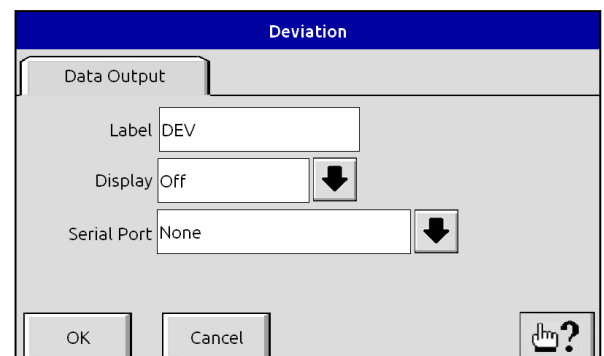 Deviation
Data Output
Label DEV
Display Off
Serial Port None
OK Cancel ?